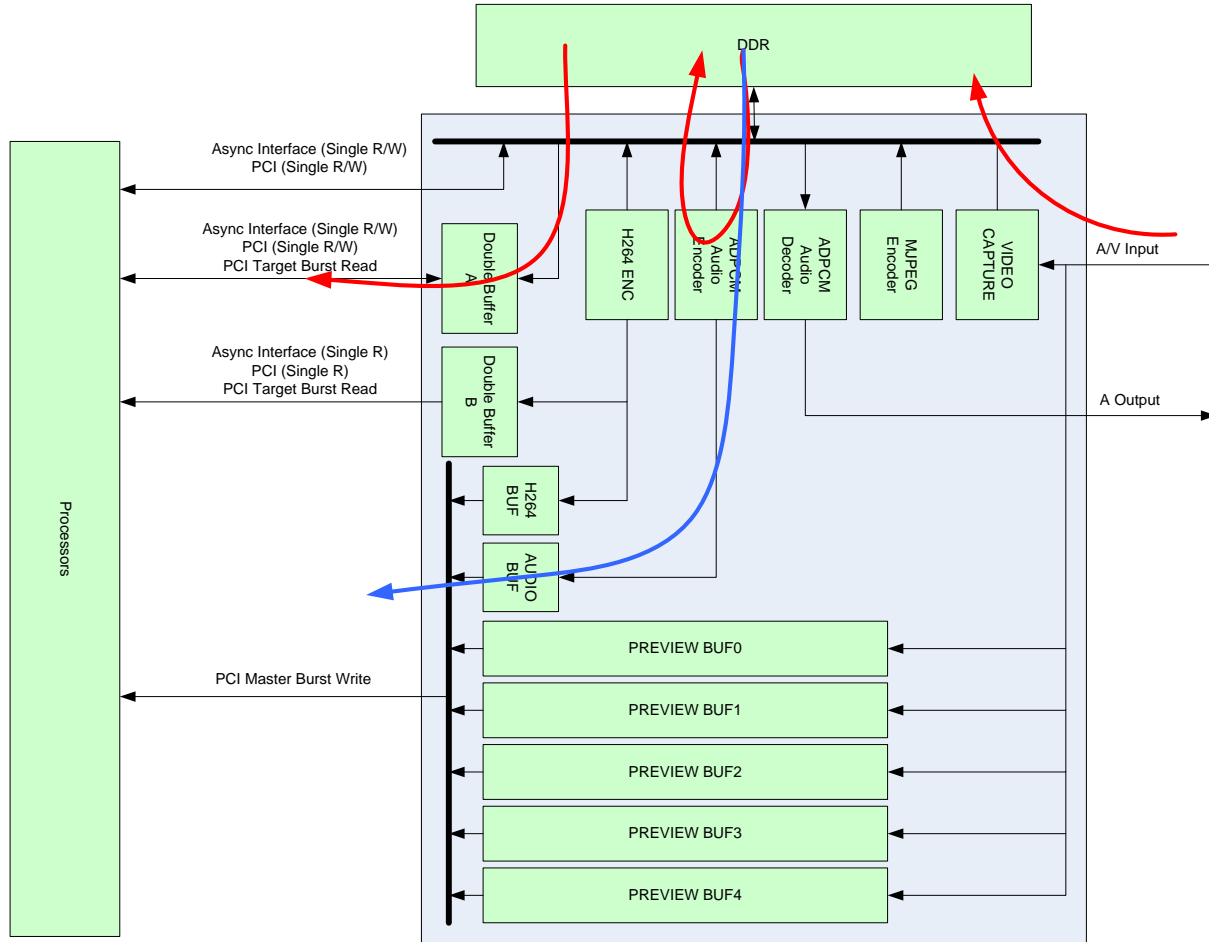 DDR
Async Interface (Single R/W)
PCI (Single R/W)
Async Interface (Single R/W)
PCI (Single R/W)
PCI Target Burst Read
Double Buffer
A
H264 ENC
ADPCM
Audio
Encoder
ADPCM
Audio
Decoder
MJPEG
Encoder
VIDEO
CAPTURE
A/V Input
Async Interface (Single R)
PCI (Single R)
PCI Target Burst Read
Double Buffer
B
A Output
H264
BUF
Processors
AUDIO
BUF
PREVIEW BUF0
PCI Master Burst Write
PREVIEW BUF1
PREVIEW BUF2
PREVIEW BUF3
PREVIEW BUF4